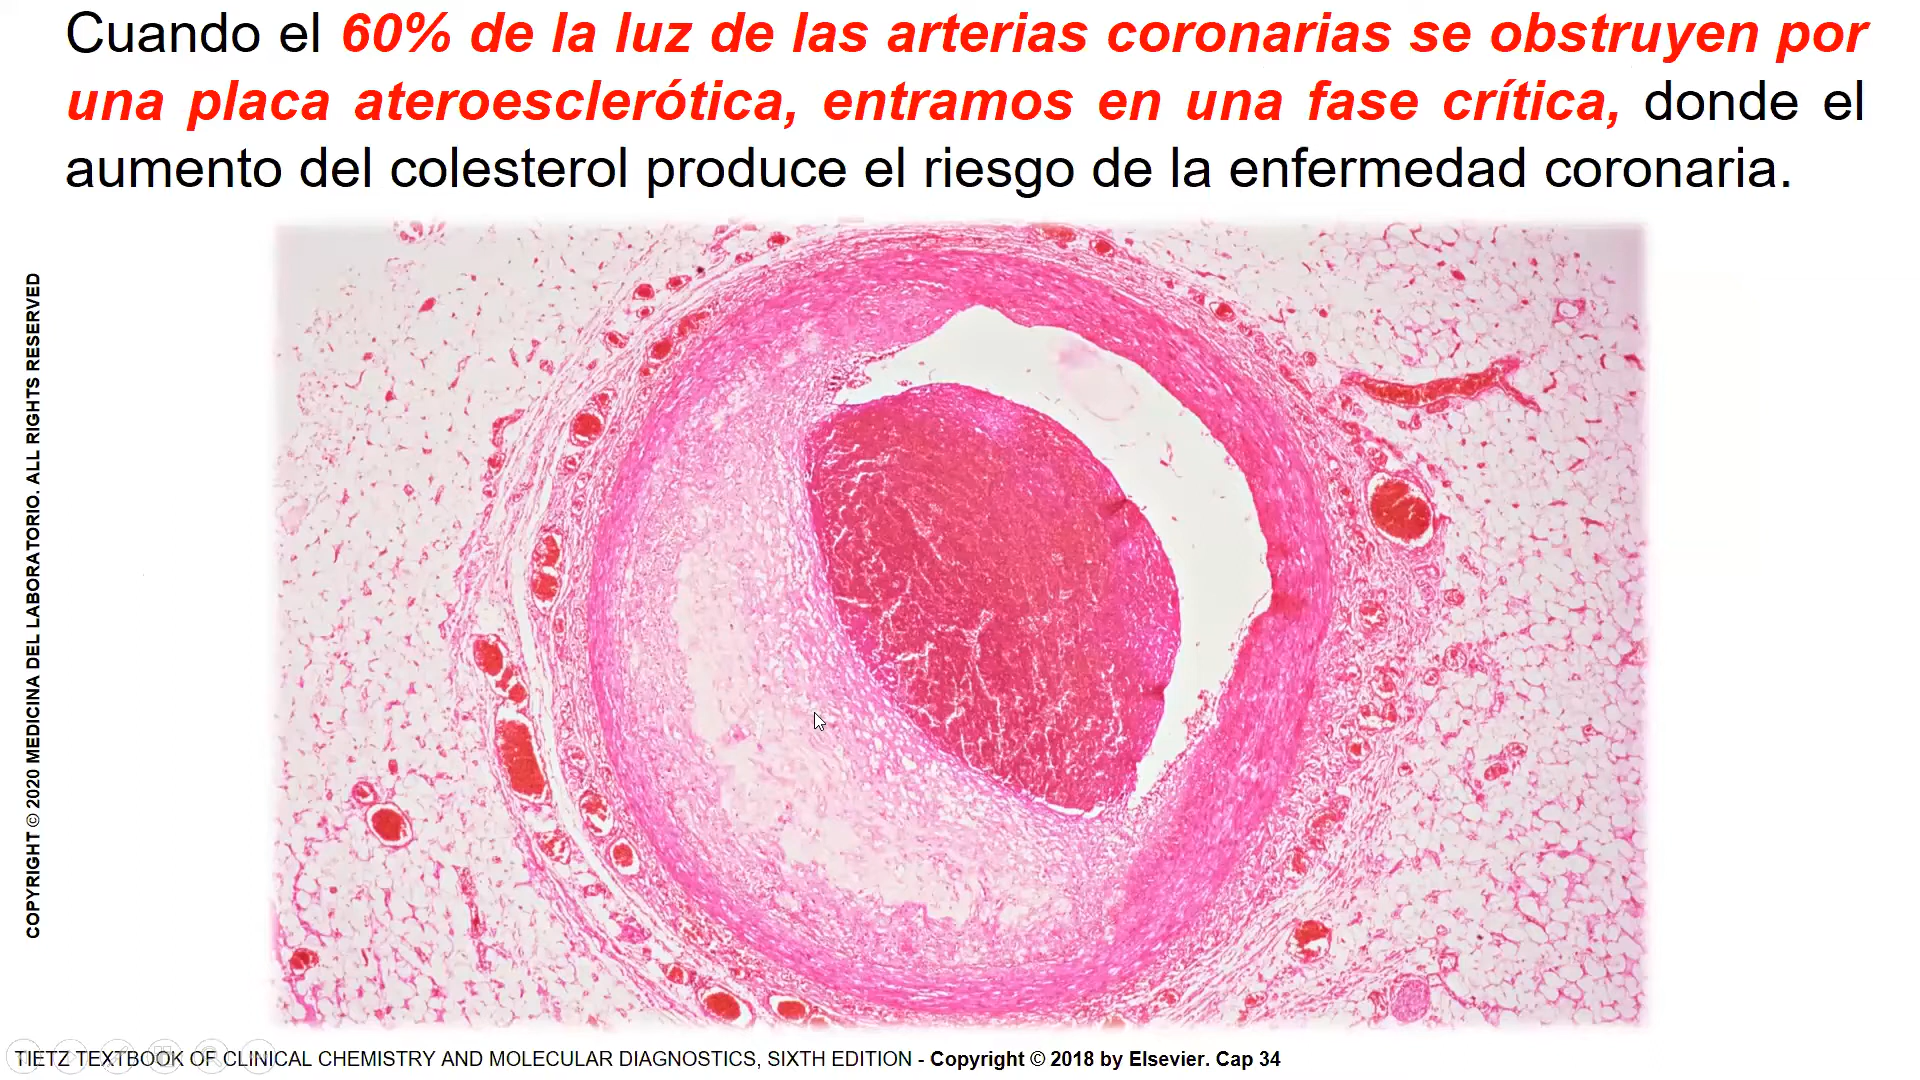 Cuando el 60% de la luz de las arterias coronarias se obstruyen por
una placa ateroesclerótica, entramos en una fase crítica, donde el
aumento del colesterol produce el riesgo de la enfermedad coronaria.
COPYRIGHT © 2020 MEDICINA DEL LABORATORIO. ALL RIGHTS RESERVED
TIETZ TEXTBOOK OF CLINICAL CHEMISTRY AND MOLECULAR DIAGNOSTICS, SIXTH EDITION - Copyright © 2018 by Elsevier. Cap 34